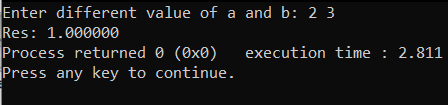 Enter different value of a and b: 2 3
Res: 1.000000
Process returned 0 (0x0)   execution time : 2.811
Press any key to continue.